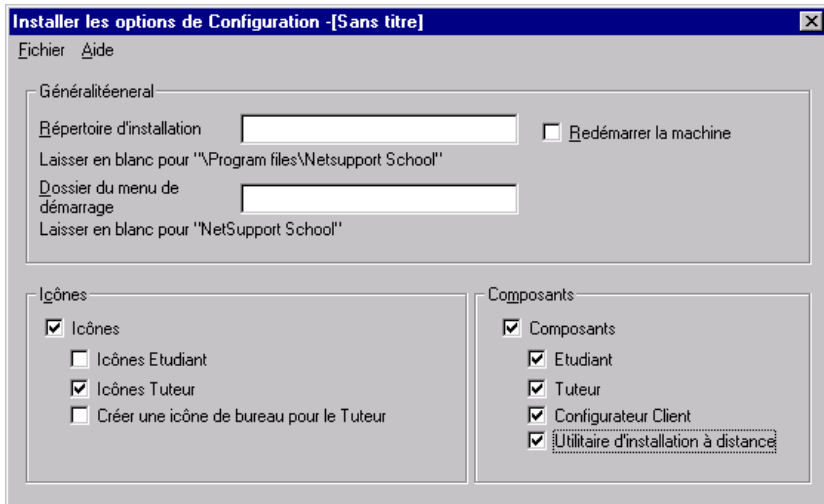 Installer les options de Configuration -[Sans titre]
Fichier Aide
Généralitéeneral
Répertoire d'installation
Redémarrer la machine
Laisser en blanc pour "\Program files\Netsupport School"
Dossier du menu de
démarrage
Laisser en blanc pour "NetSupport School"
Icônes
Icônes
Icônes Etudiant
Icônes Tuteur
Créer une icône de bureau pour le Tuteur
Composants
Composants
Etudiant
Tuteur
Configurateur Client
Utilitaire d'installation à distance